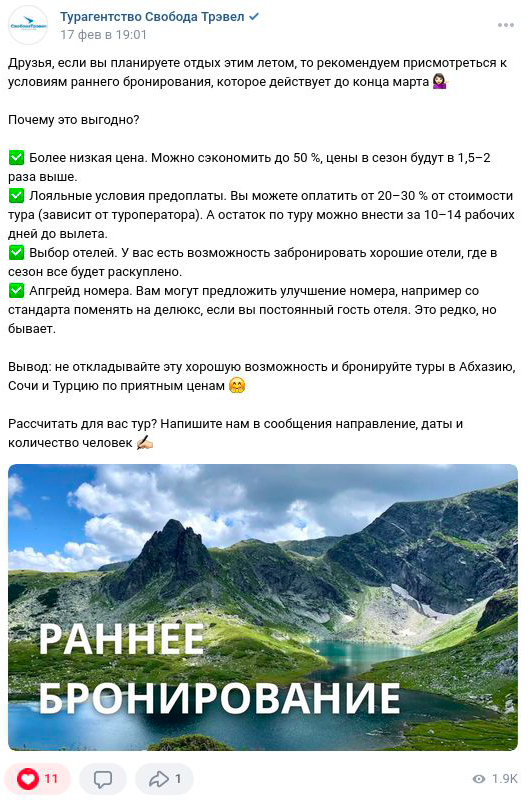 Турагентство Свобода Трэвел
17 фев в 19:01
Друзья, если вы планируете отдых этим летом, то рекомендуем присмотреться к
условиям раннего бронирования, которое действует до конца марта 💁🏻‍♀️
Почему это выгодно?
✅ Более низкая цена. Можно сэкономить до 50 %, цены в сезон будут в 1,5–2
раза выше.
✅ Лояльные условия предоплаты. Вы можете оплатить от 20–30 % от стоимости
тура (зависит от туроператора). А остаток по туру можно внести за 10–14 рабочих
дней до вылета.
✅ Выбор отелей. У вас есть возможность забронировать хорошие отели, где в
сезон все будет раскуплено.
✅ Апгрейд номера. Вам могут предложить улучшение номера, например со
стандарта поменять на делюкс, если вы постоянный гость отеля. Это редко, но
бывает.
Вывод: не откладывайте эту хорошую возможность и бронируйте туры в Абхазию,
Сочи и Турцию по приятным ценам 🤗
Рассчитать для вас тур? Напишите нам в сообщения направление, даты и
количество человек ✍🏻
РАННЕЕ
БРОНИРОВАНИЕ
11
1
1.9K